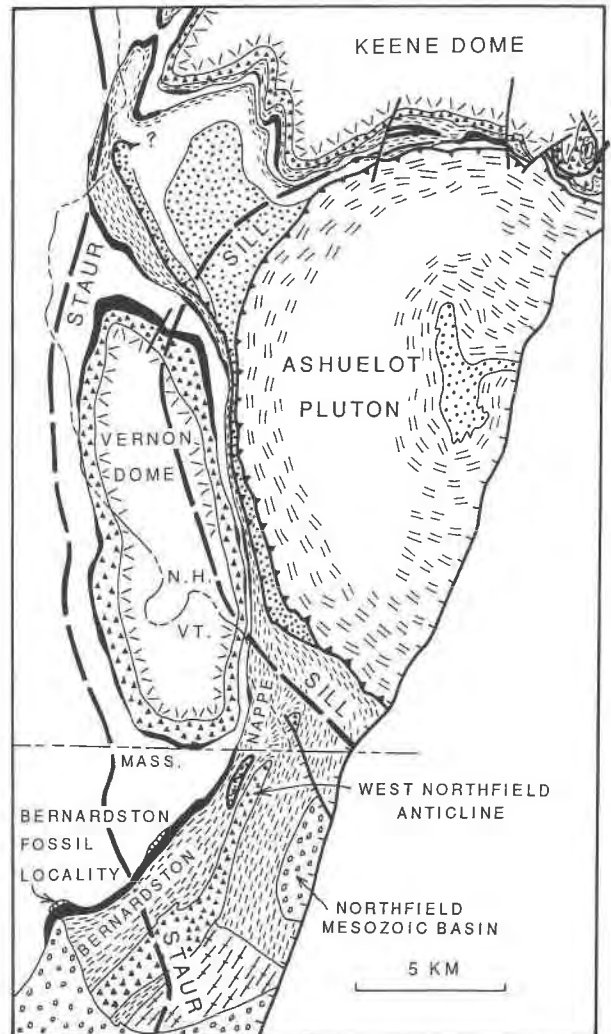 KEENE DOME
?
STAUR
SILL
ASHUELOT
PLUTON
VERNON
DOME
N.H.
VT.
SILL
NAPPE
MASS.
WEST NORTHFIELD
ANTICLINE
BERNARDSTON
FOSSIL
LOCALITY
BERNARDSTON
NORTHFIELD
MESOZOIC BASIN
STAUR
5 KM